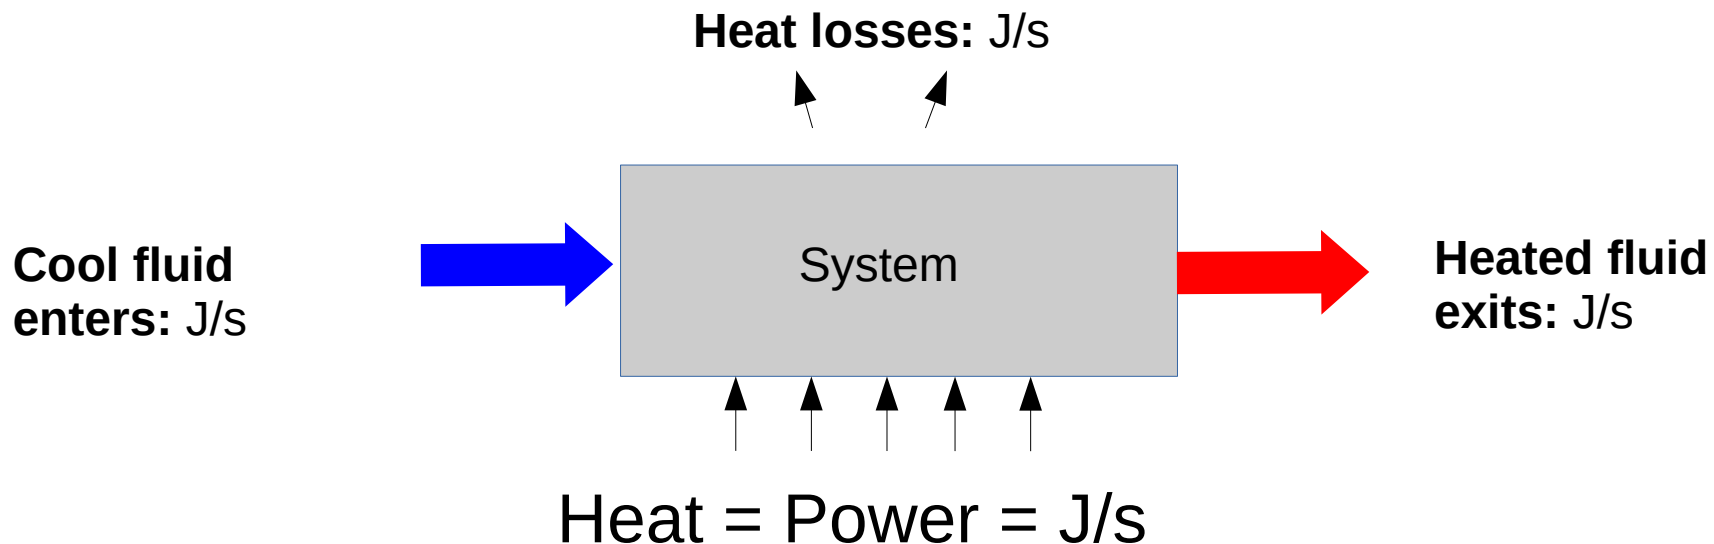 Heat losses: J/s
Cool fluid
enters: J/s
System
Heated fluid
exits: J/s
Heat = Power = J/s